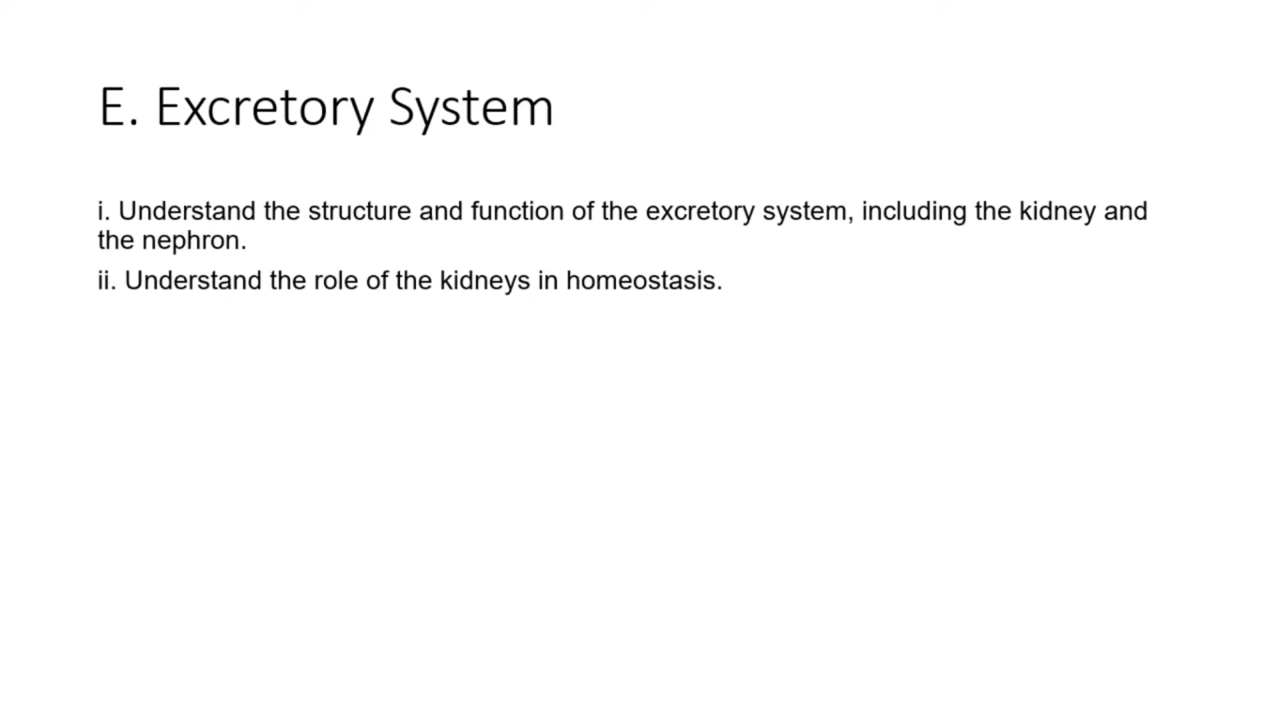 E. Excretory System
i. Understand the structure and function of the excretory system, including the kidney and
the nephron.
ii. Understand the role of the kidneys in homeostasis.